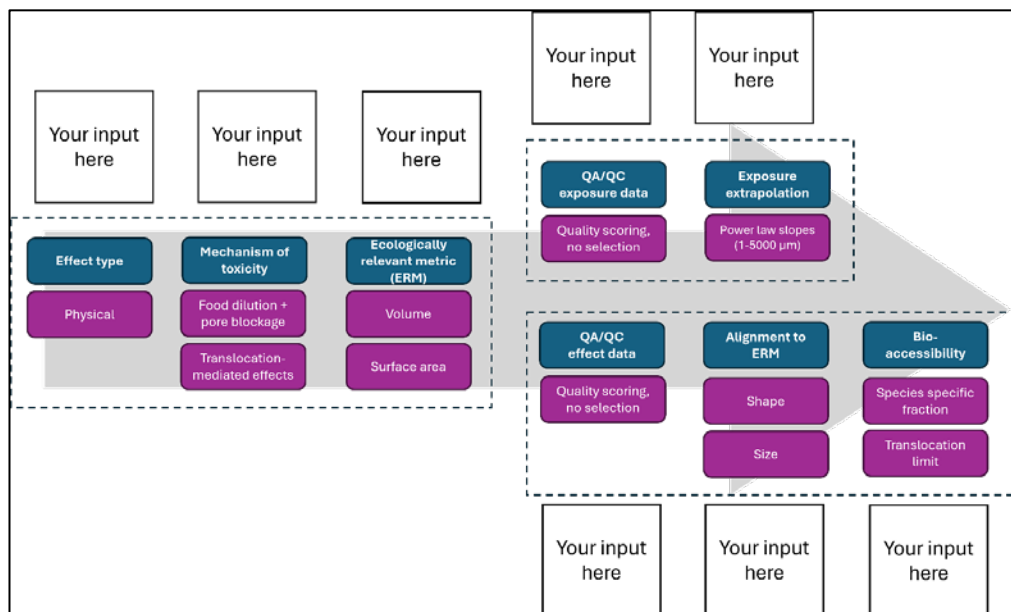 Your input
here
Your input
here
Your input
here
Your input
here
Your input
here
QA/QC
exposure data
Exposure
extrapolation
Quality scoring,
no selection
Power law slopes
(1-5000 µm)
Effect type
Mechanism of
toxicity
Ecologically
relevant metric
(ERM)
Physical
Food dilution +
pore blockage
Volume
Translocation-
mediated effects
Surface area
QA/QC
effect data
Alignment to
ERM
Bio-
accessibility
Quality scoring,
no selection
Shape
Species specific
fraction
Size
Translocation
limit
Your input
here
Your input
here
Your input
here